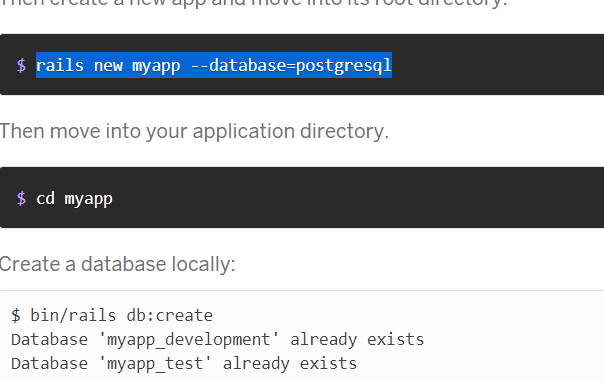 Then create a new app and move into its root directory.
$ rails new myapp --database=postgresql
Then move into your application directory.
$ cd myapp
Create a database locally:
$ bin/rails db:create
Database 'myapp_development' already exists
Database 'myapp_test' already exists